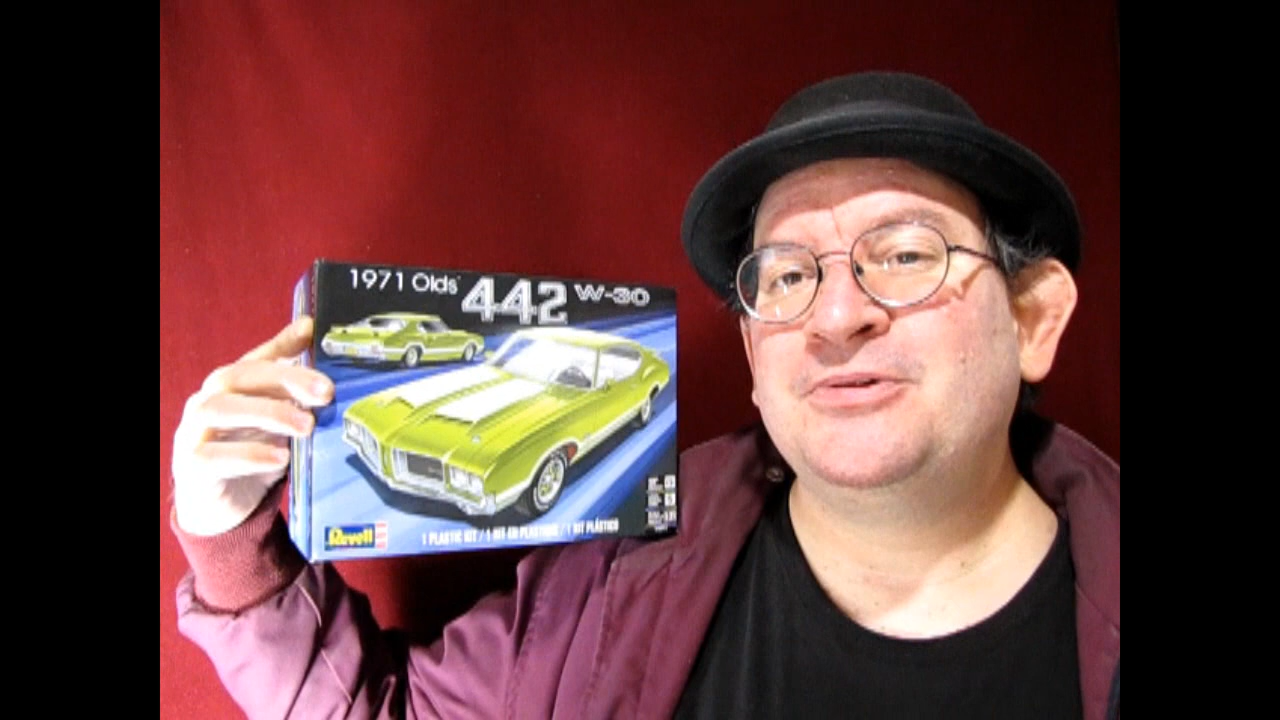 1971 Olds
442
W-30
Revell
1 PLASTIC KIT / 1 KIT EN PLASTIQUE / 1 KIT PLÁSTICO